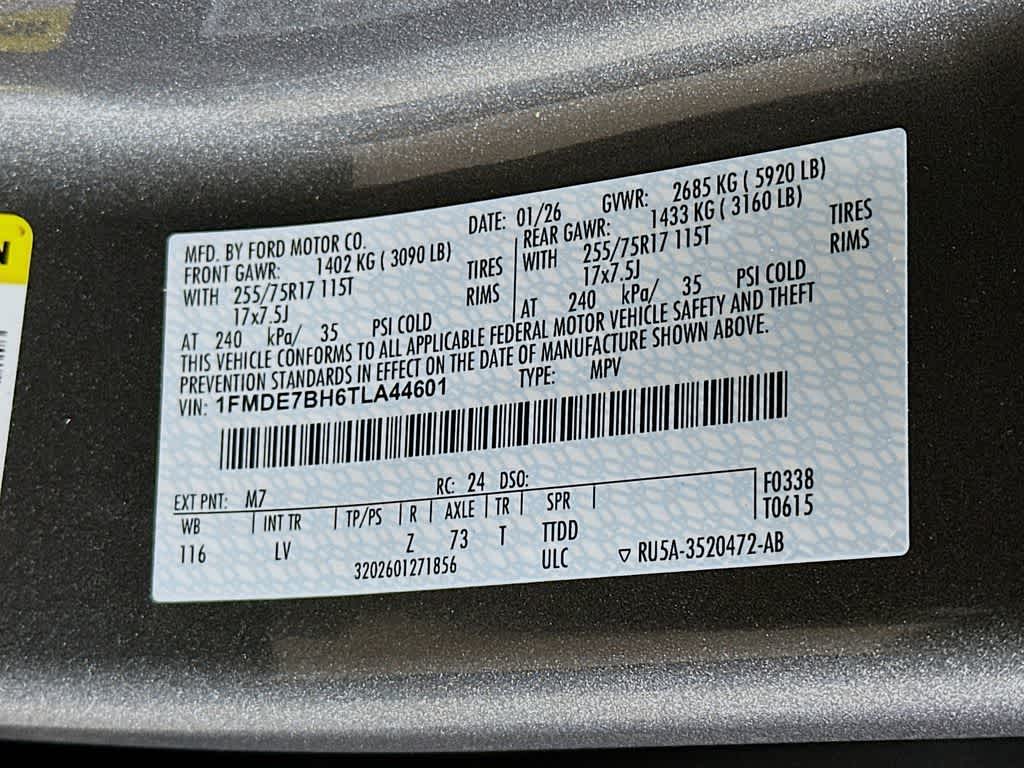 MFD. BY FORD MOTOR CO. DATE: 01/26 GVWR: 2685 KG ( 5920 LB)
FRONT GAWR: 1402 KG ( 3090 LB) REAR GAWR: 1433 KG ( 3160 LB)
WITH 255/75R17 115T TIRES WITH 255/75R17 115T TIRES
17x7.5J RIMS 17x7.5J RIMS
AT 240 kPa/ 35 PSI COLD AT 240 kPa/ 35 PSI COLD
THIS VEHICLE CONFORMS TO ALL APPLICABLE FEDERAL MOTOR VEHICLE SAFETY AND THEFT
PREVENTION STANDARDS IN EFFECT ON THE DATE OF MANUFACTURE SHOWN ABOVE.
VIN: 1FMDE7BH6TLA44601 TYPE: MPV
EXT PNT: M7 RC: 24 DSO: F0338
WB INT TR TP/PS R AXLE TR SPR T0615
116 LV Z 73 T TTDD
3202601271856 ULC ▽ RU5A-3520472-AB
N